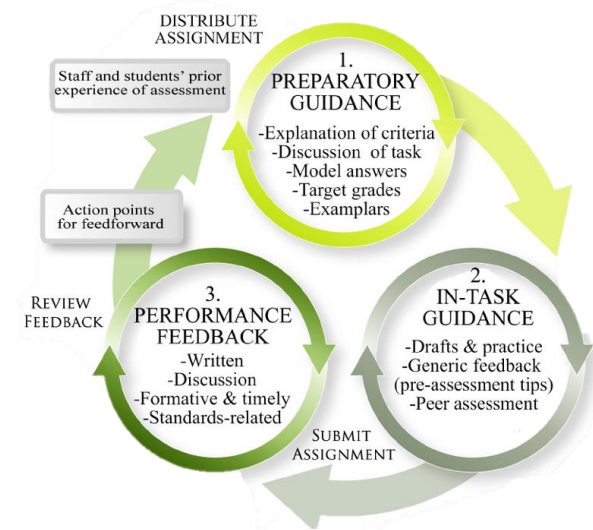 DISTRIBUTE
ASSIGNMENT
Staff and students' prior
experience of assessment
1.
PREPARATORY
GUIDANCE
-Explanation of criteria
-Discussion of task
-Model answers
-Target grades
-Examplars
Action points
for feedforward
2.
IN-TASK
GUIDANCE
-Drafts & practice
-Generic feedback
(pre-assessment tips)
-Peer assessment
REVIEW
FEEDBACK
3.
PERFORMANCE
FEEDBACK
-Written
-Discussion
-Formative & timely
-Standards-related
SUBMIT
ASSIGNMENT